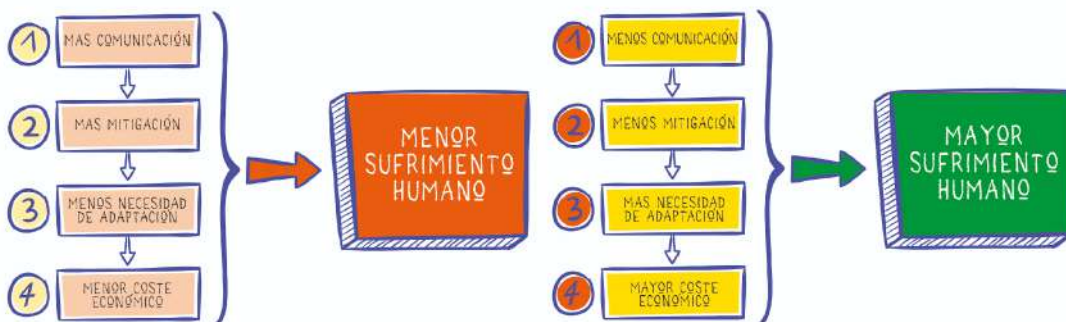 1
MAS COMUNICACIÓN
2
MAS MITIGACIÓN
3
MENOS NECESIDAD
DE ADAPTACIÓN
4
MENOR COSTE
ECONÓMICO
MENOR
SUFRIMIENTO
HUMANO
1
MENOS COMUNICACIÓN
2
MENOS MITIGACIÓN
3
MAS NECESIDAD
DE ADAPTACIÓN
4
MAYOR COSTE
ECONÓMICO
MAYOR
SUFRIMIENTO
HUMANO